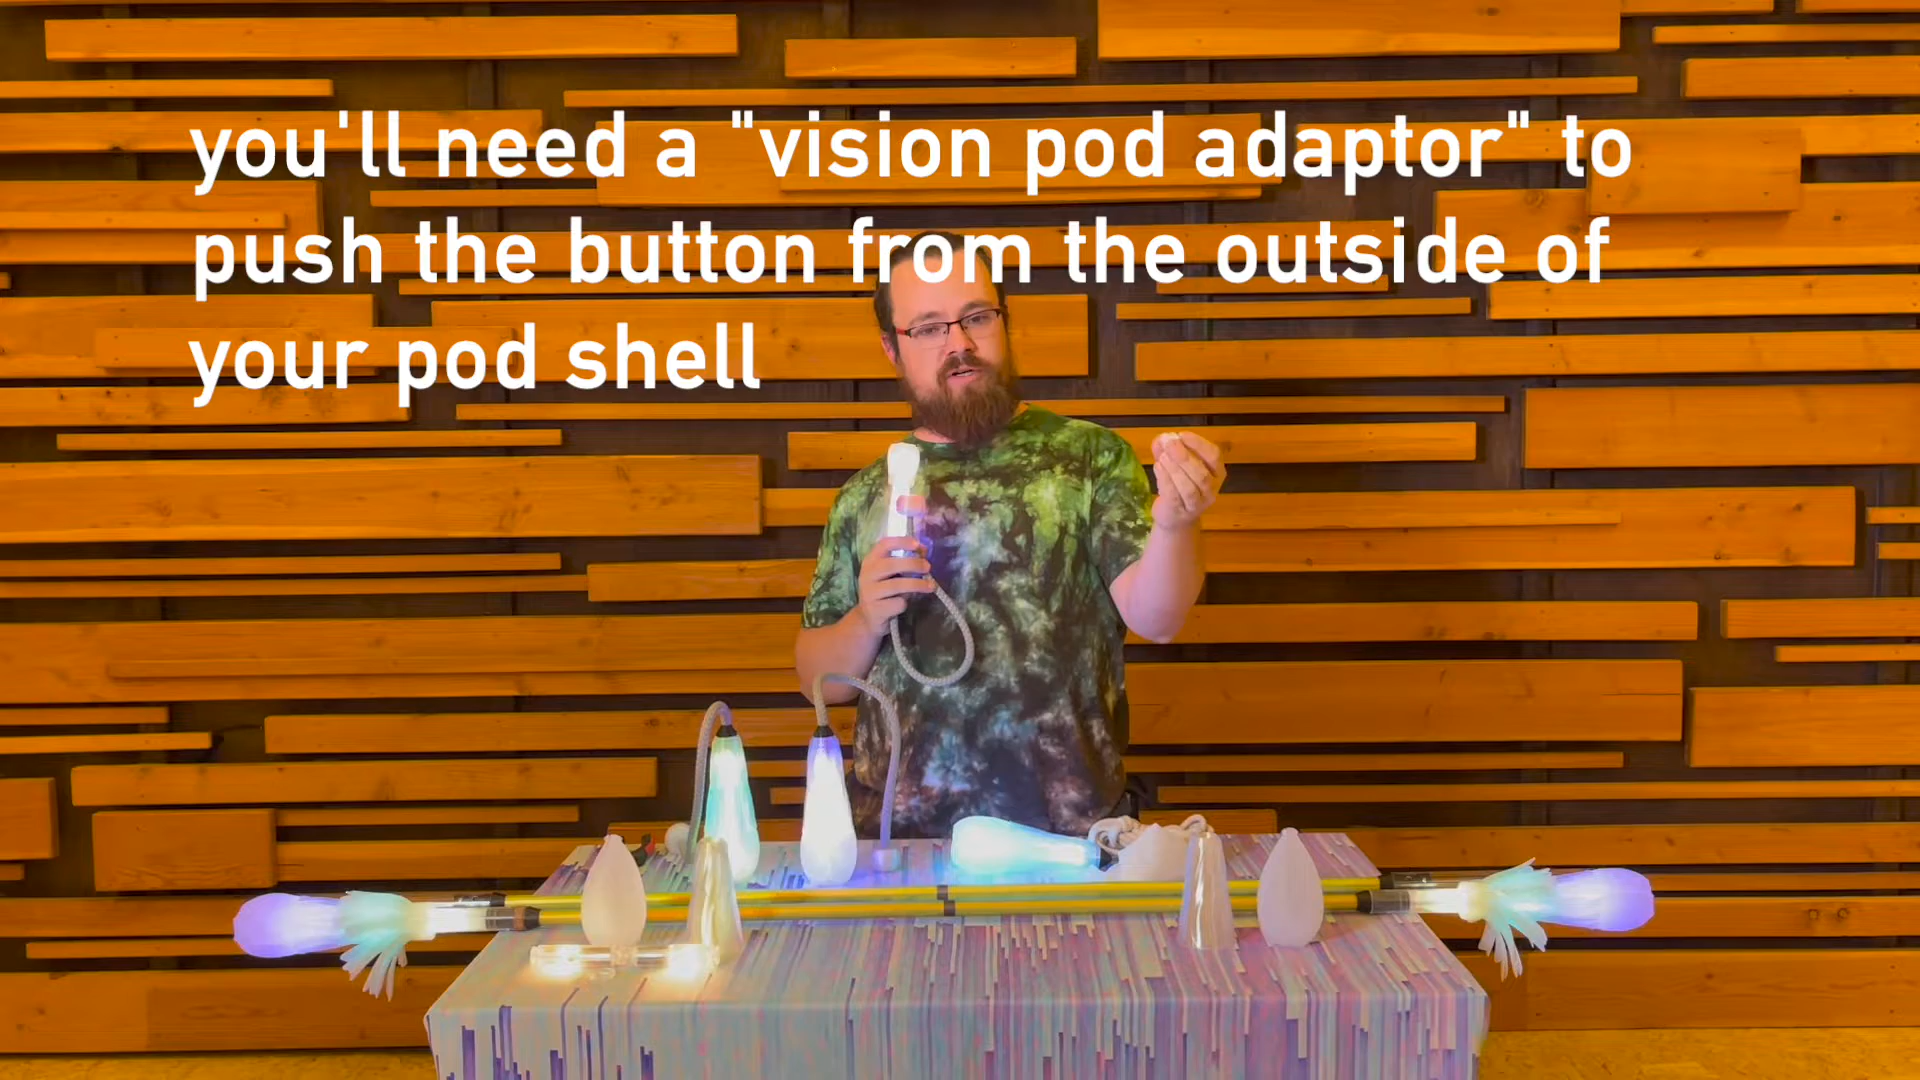 you'll need a "vision pod adaptor" to
push the button from the outside of
your pod shell